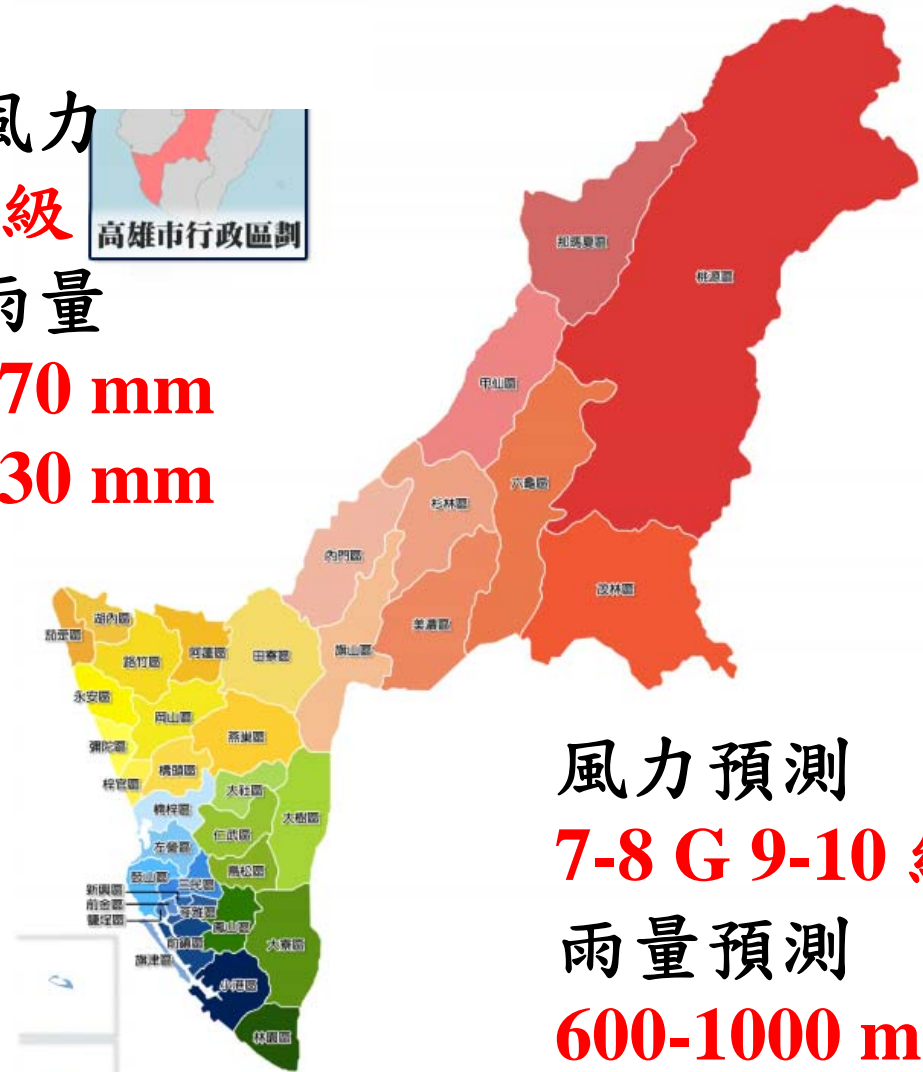 風力
級
高雄市行政區劃
雨量
70 mm
30 mm
那瑪夏區
桃源區
甲仙區
六龜區
杉林區
內門區
茂林區
美濃區
旗山區
湖內區
茄萣區
路竹區
阿蓮區
田寮區
永安區
岡山區
燕巢區
彌陀區
橋頭區
梓官區
大社區
楠梓區
大樹區
仁武區
左營區
鳥松區
鼓山區
三民區
新興區
前金區
苓雅區
鹽埕區
鳳山區
前鎮區
大寮區
旗津區
小港區
林園區
風力預測
7-8 G 9-10 級
雨量預測
600-1000 m